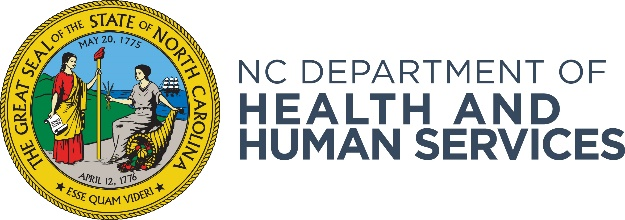 THE GREAT SEAL OF THE STATE OF NORTH CAROLINA
MAY 20, 1775
APRIL 12, 1776
★ ESSE QUAM VIDERI ★
NC DEPARTMENT OF
HEALTH AND
HUMAN SERVICES